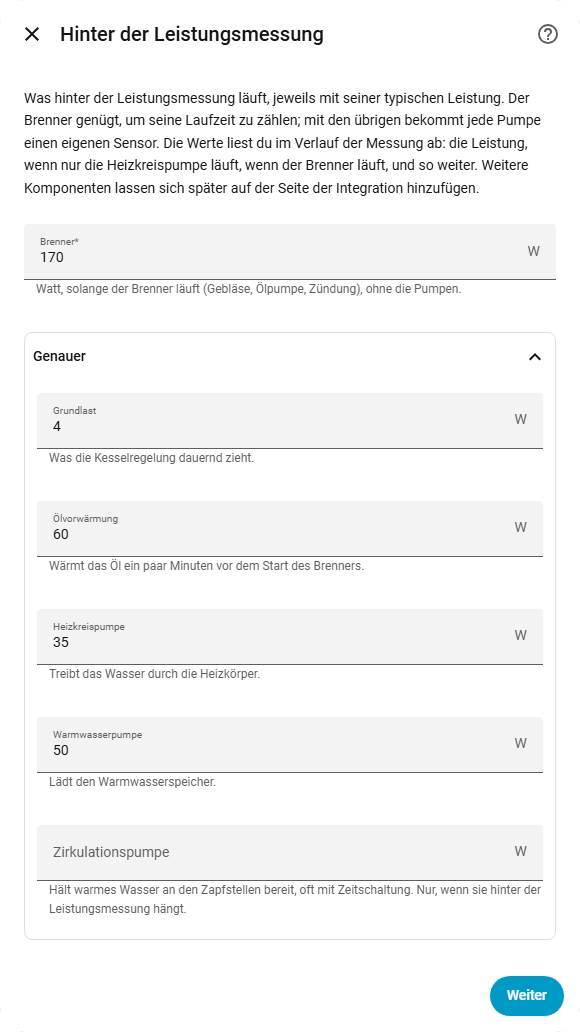 Hinter der Leistungsmessung
Was hinter der Leistungsmessung läuft, jeweils mit seiner typischen Leistung. Der
Brenner genügt, um seine Laufzeit zu zählen; mit den übrigen bekommt jede Pumpe
einen eigenen Sensor. Die Werte liest du im Verlauf der Messung ab: die Leistung,
wenn nur die Heizkreispumpe läuft, wenn der Brenner läuft, und so weiter. Weitere
Komponenten lassen sich später auf der Seite der Integration hinzufügen.
Brenner*
170 W
Watt, solange der Brenner läuft (Gebläse, Ölpumpe, Zündung), ohne die Pumpen.
Genauer
Grundlast
4 W
Was die Kesselregelung dauernd zieht.
Ölvorwärmung
60 W
Wärmt das Öl ein paar Minuten vor dem Start des Brenners.
Heizkreispumpe
35 W
Treibt das Wasser durch die Heizkörper.
Warmwasserpumpe
50 W
Lädt den Warmwasserspeicher.
Zirkulationspumpe W
Hält warmes Wasser an den Zapfstellen bereit, oft mit Zeitschaltung. Nur, wenn sie hinter der
Leistungsmessung hängt.
Weiter